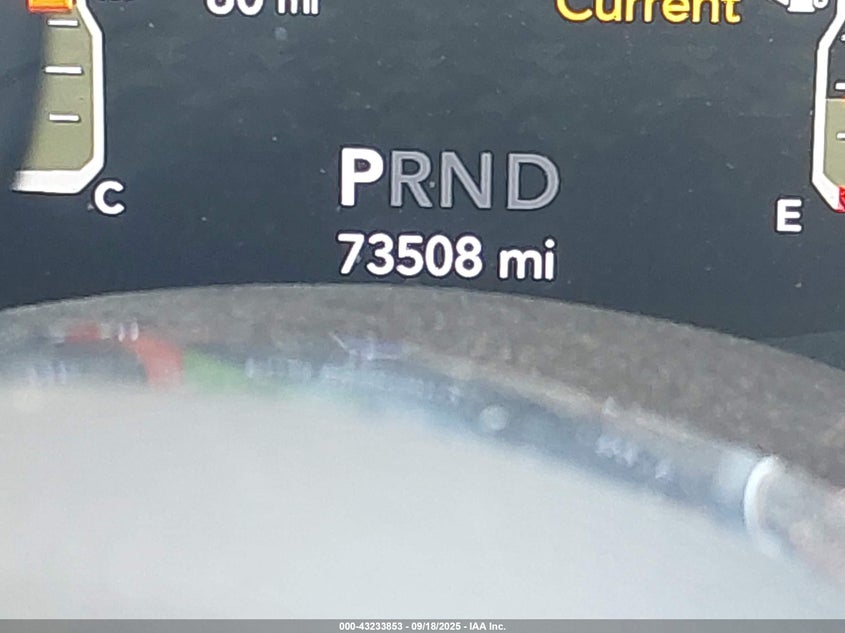 Current
PRND
C
E
73508 mi
000-43233853 - 09/18/2025 - IAA Inc.